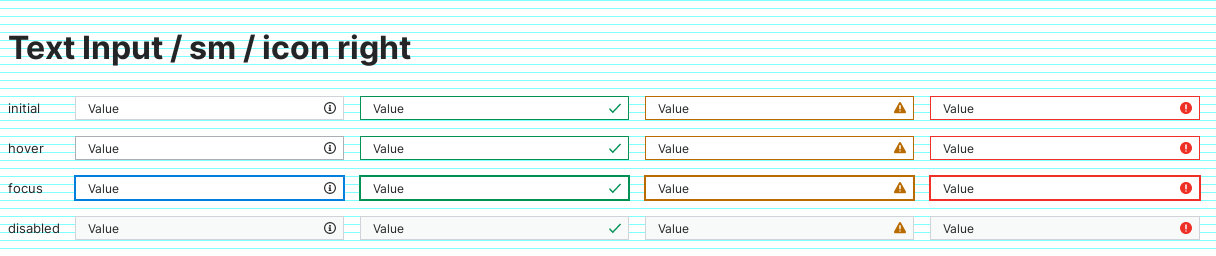 Text Input / sm / icon right
initial Value Value Value Value
hover Value Value Value Value
focus Value Value Value Value
disabled Value Value Value Value